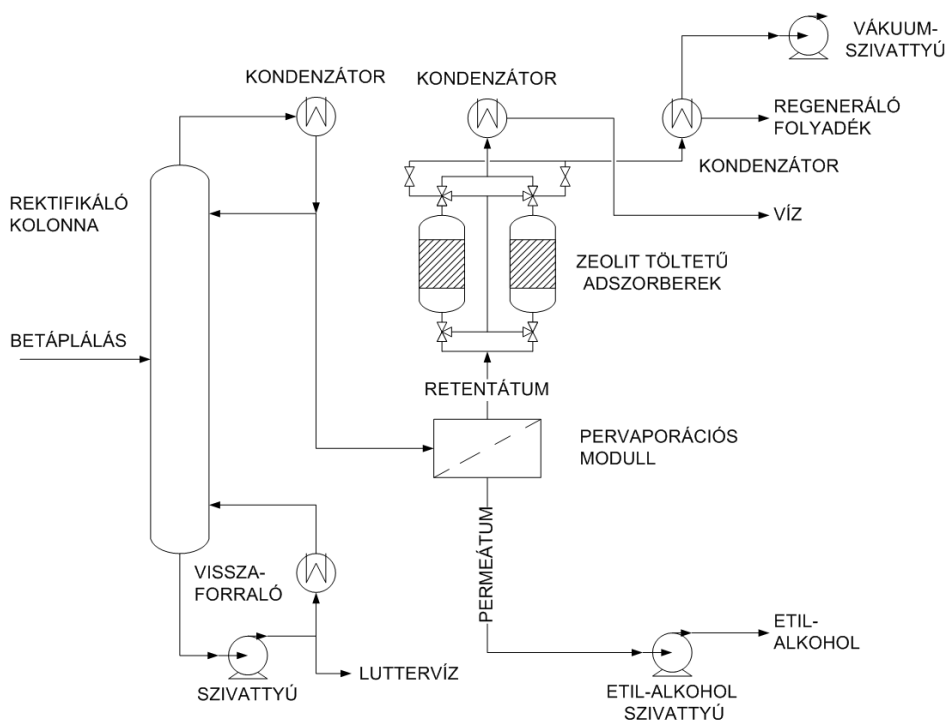 VÁKUUM-
SZIVATTYÚ
KONDENZÁTOR
KONDENZÁTOR
REGENERÁLÓ
FOLYADÉK
KONDENZÁTOR
REKTIFIKÁLÓ
KOLONNA
VÍZ
ZEOLIT TÖLTETŰ
ADSZORBEREK
BETÁPLÁLÁS
RETENTÁTUM
PERVAPORÁCIÓS
MODULL
PERMEÁTUM
VISSZA-
FORRALÓ
ETIL-
ALKOHOL
LUTTERVÍZ
SZIVATTYÚ
ETIL-ALKOHOL
SZIVATTYÚ